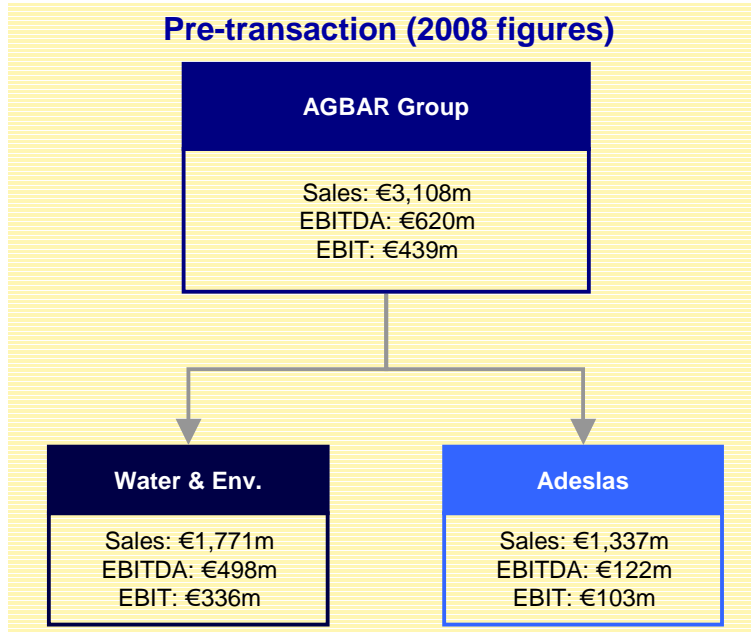 Pre-transaction (2008 figures)
AGBAR Group
Sales: €3,108m
EBITDA: €620m
EBIT: €439m
Water & Env.
Sales: €1,771m
EBITDA: €498m
EBIT: €336m
Adeslas
Sales: €1,337m
EBITDA: €122m
EBIT: €103m